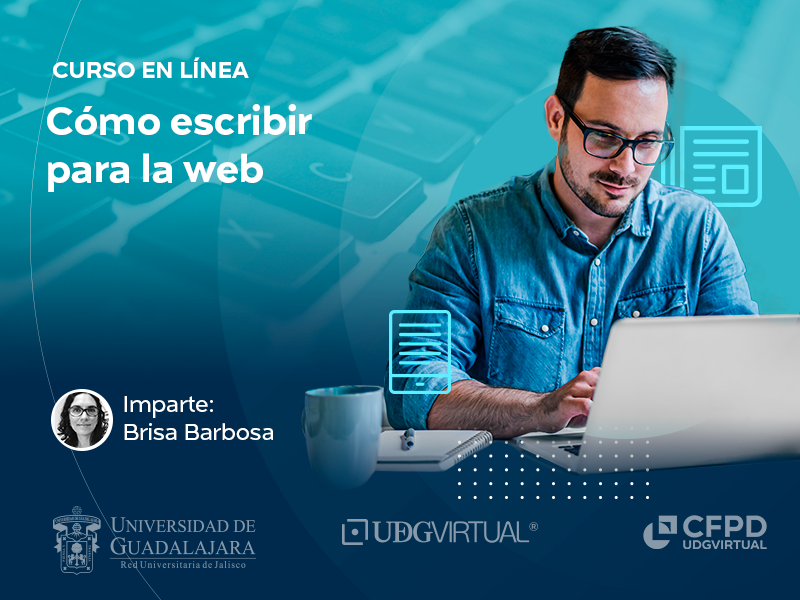 CURSO EN LÍNEA
Cómo escribir
para la web
Imparte:
Brisa Barbosa
UNIVERSIDAD DE
GUADALAJARA
Red Universitaria de Jalisco
UDGVIRTUAL®
CFPD
UDGVIRTUAL